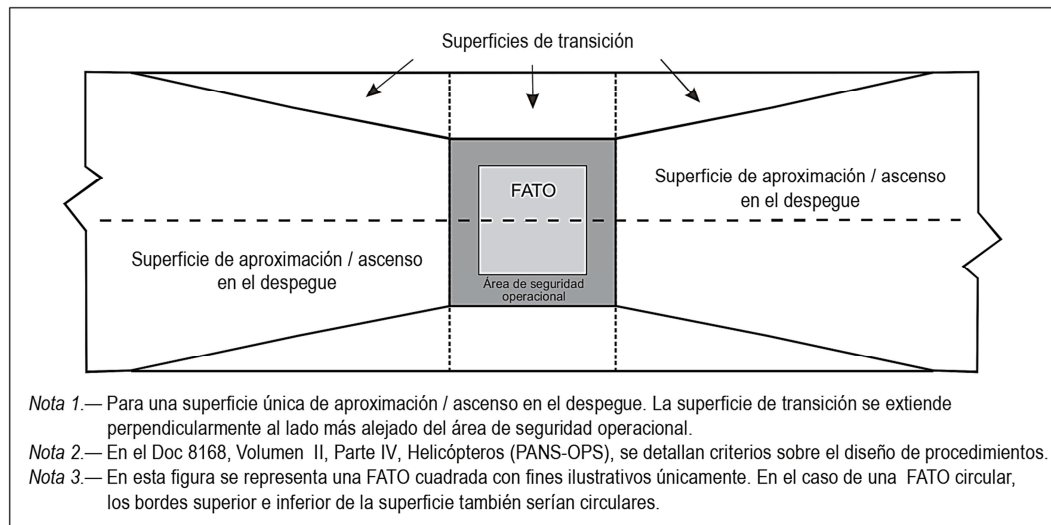 Superficies de transición
FATO
Superficie de aproximación / ascenso
en el despegue
Superficie de aproximación / ascenso
en el despegue
Área de seguridad
operacional
Nota 1.— Para una superficie única de aproximación / ascenso en el despegue. La superficie de transición se extiende
perpendicularmente al lado más alejado del área de seguridad operacional.
Nota 2.— En el Doc 8168, Volumen II, Parte IV, Helicópteros (PANS-OPS), se detallan criterios sobre el diseño de procedimientos.
Nota 3.— En esta figura se representa una FATO cuadrada con fines ilustrativos únicamente. En el caso de una FATO circular,
los bordes superior e inferior de la superficie también serían circulares.